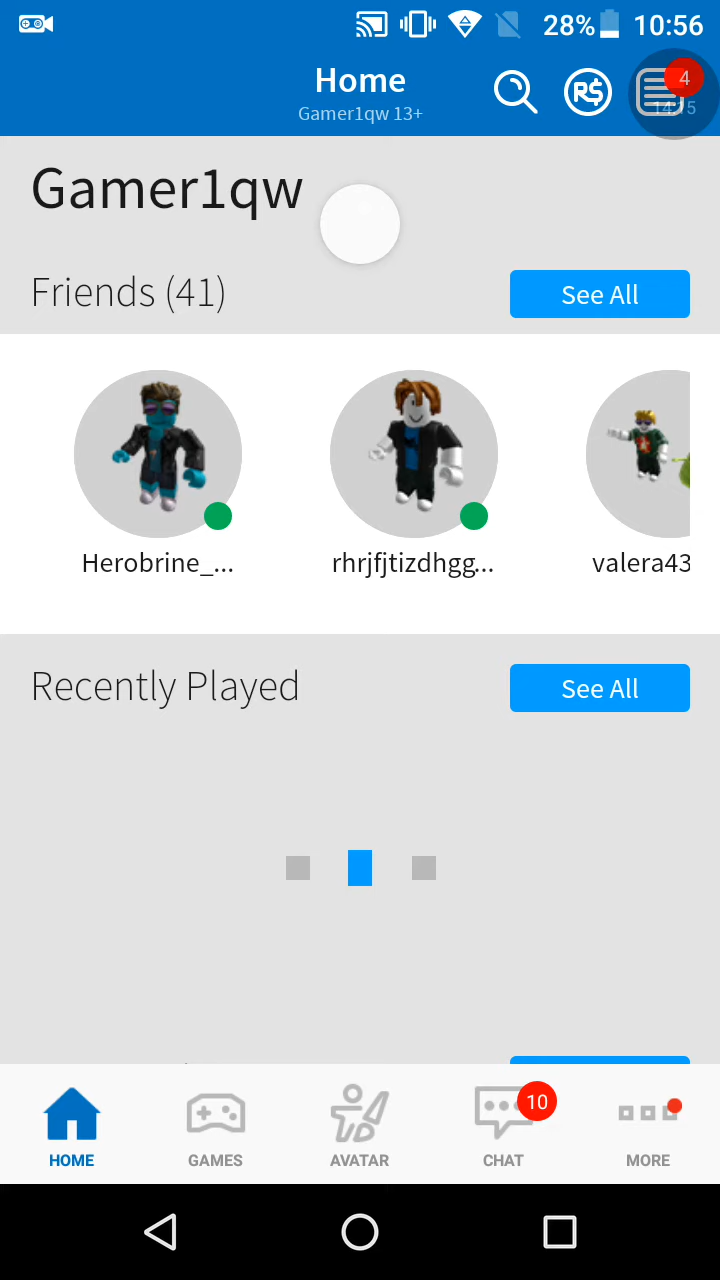 28% 10:56
Home
Gamer1qw 13+
R$
4
Gamer1qw
Friends (41)
See All
Herobrine_...
rhrjfjtizdhgg...
valera43
Recently Played
See All
10
HOME
GAMES
AVATAR
CHAT
MORE